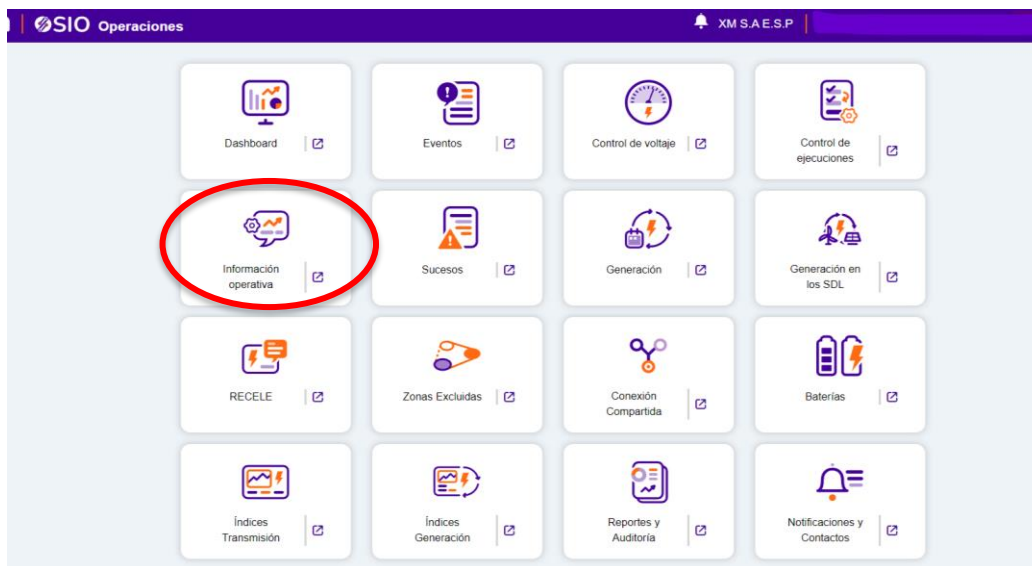 SIO Operaciones
XM S.A E.S.P
Dashboard
Eventos
Control de voltaje
Control de
ejecuciones
Información
operativa
Sucesos
Generación
Generación en
los SDL
RECELE
Zonas Excluidas
Conexión
Compartida
Baterías
Índices
Transmisión
Índices
Generación
Reportes y
Auditoría
Notificaciones y
Contactos